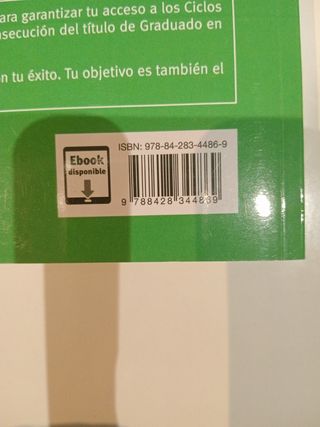 ara garantizar tu acceso a los Ciclos
nsecución del título de Graduado en
n tu éxito. Tu objetivo es también el
ISBN: 978-84-283-4486-9
Ebook
disponible
9 788428 344869